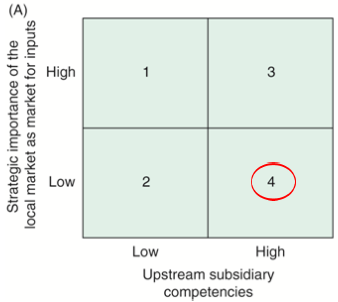 (A)
Strategic importance of the
local market as market for inputs
High
1
3
Low
2
4
Low
High
Upstream subsidiary
competencies